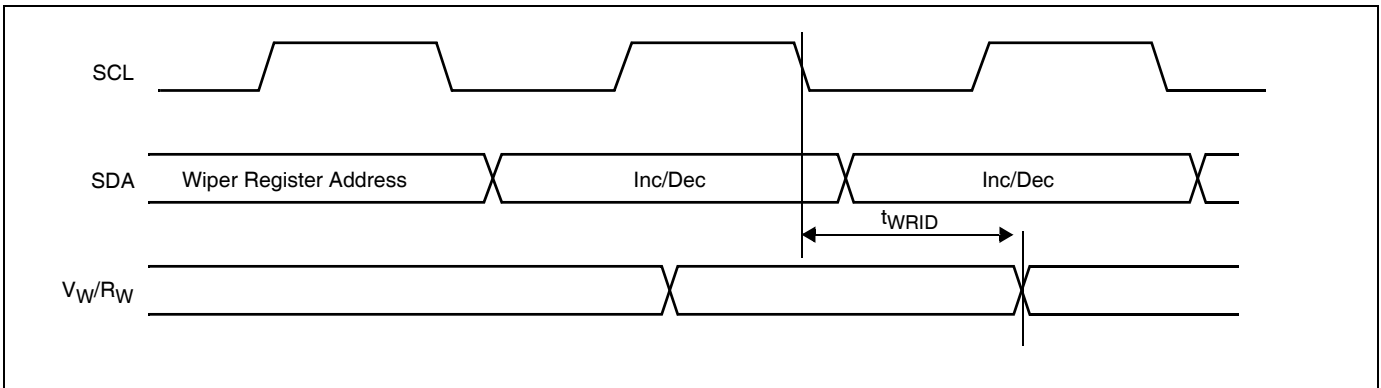 SCL
SDA
Wiper Register Address
Inc/Dec
Inc/Dec
tWRID
VW/RW